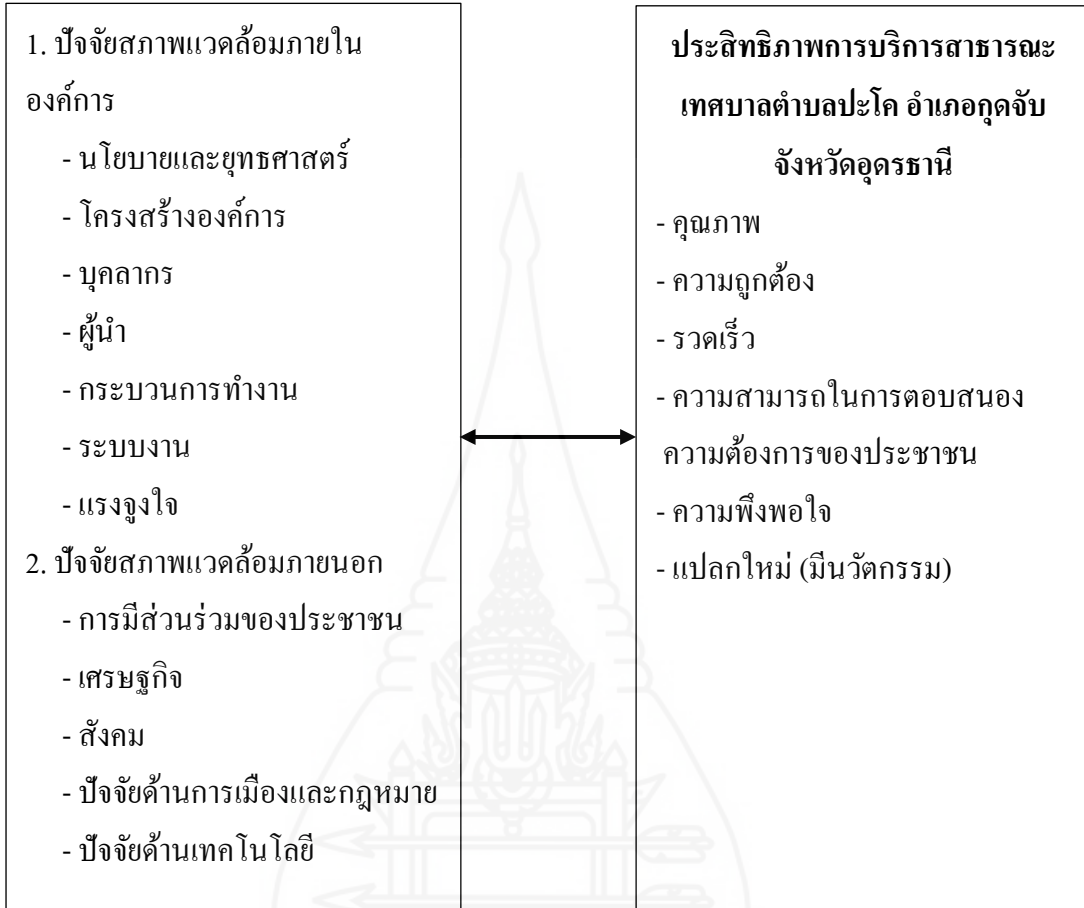 1. ปัจจัยสภาพแวดล้อมภายใน
องค์การ
- นโยบายและยุทธศาสตร์
- โครงสร้างองค์การ
- บุคลากร
- ผู้นำ
- กระบวนการทำงาน
- ระบบงาน
- แรงจูงใจ
2. ปัจจัยสภาพแวดล้อมภายนอก
- การมีส่วนร่วมของประชาชน
- เศรษฐกิจ
- สังคม
- ปัจจัยด้านการเมืองและกฎหมาย
- ปัจจัยด้านเทคโนโลยี
ประสิทธิภาพการบริการสาธารณะ
เทศบาลตำบลปะโค อำเภอกุดจับ
จังหวัดอุดรธานี
- คุณภาพ
- ความถูกต้อง
- รวดเร็ว
- ความสามารถในการตอบสนอง
ความต้องการของประชาชน
- ความพึงพอใจ
- แปลกใหม่ (มีนวัตกรรม)